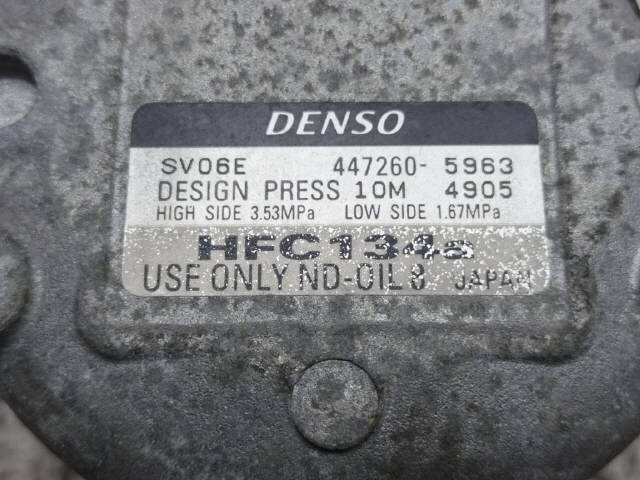 DENSO
SV06E 447260-5963
DESIGN PRESS 10M 4905
HIGH SIDE 3.53MPa LOW SIDE 1.67MPa
HFC134a
USE ONLY ND-OIL 8 JAPAN